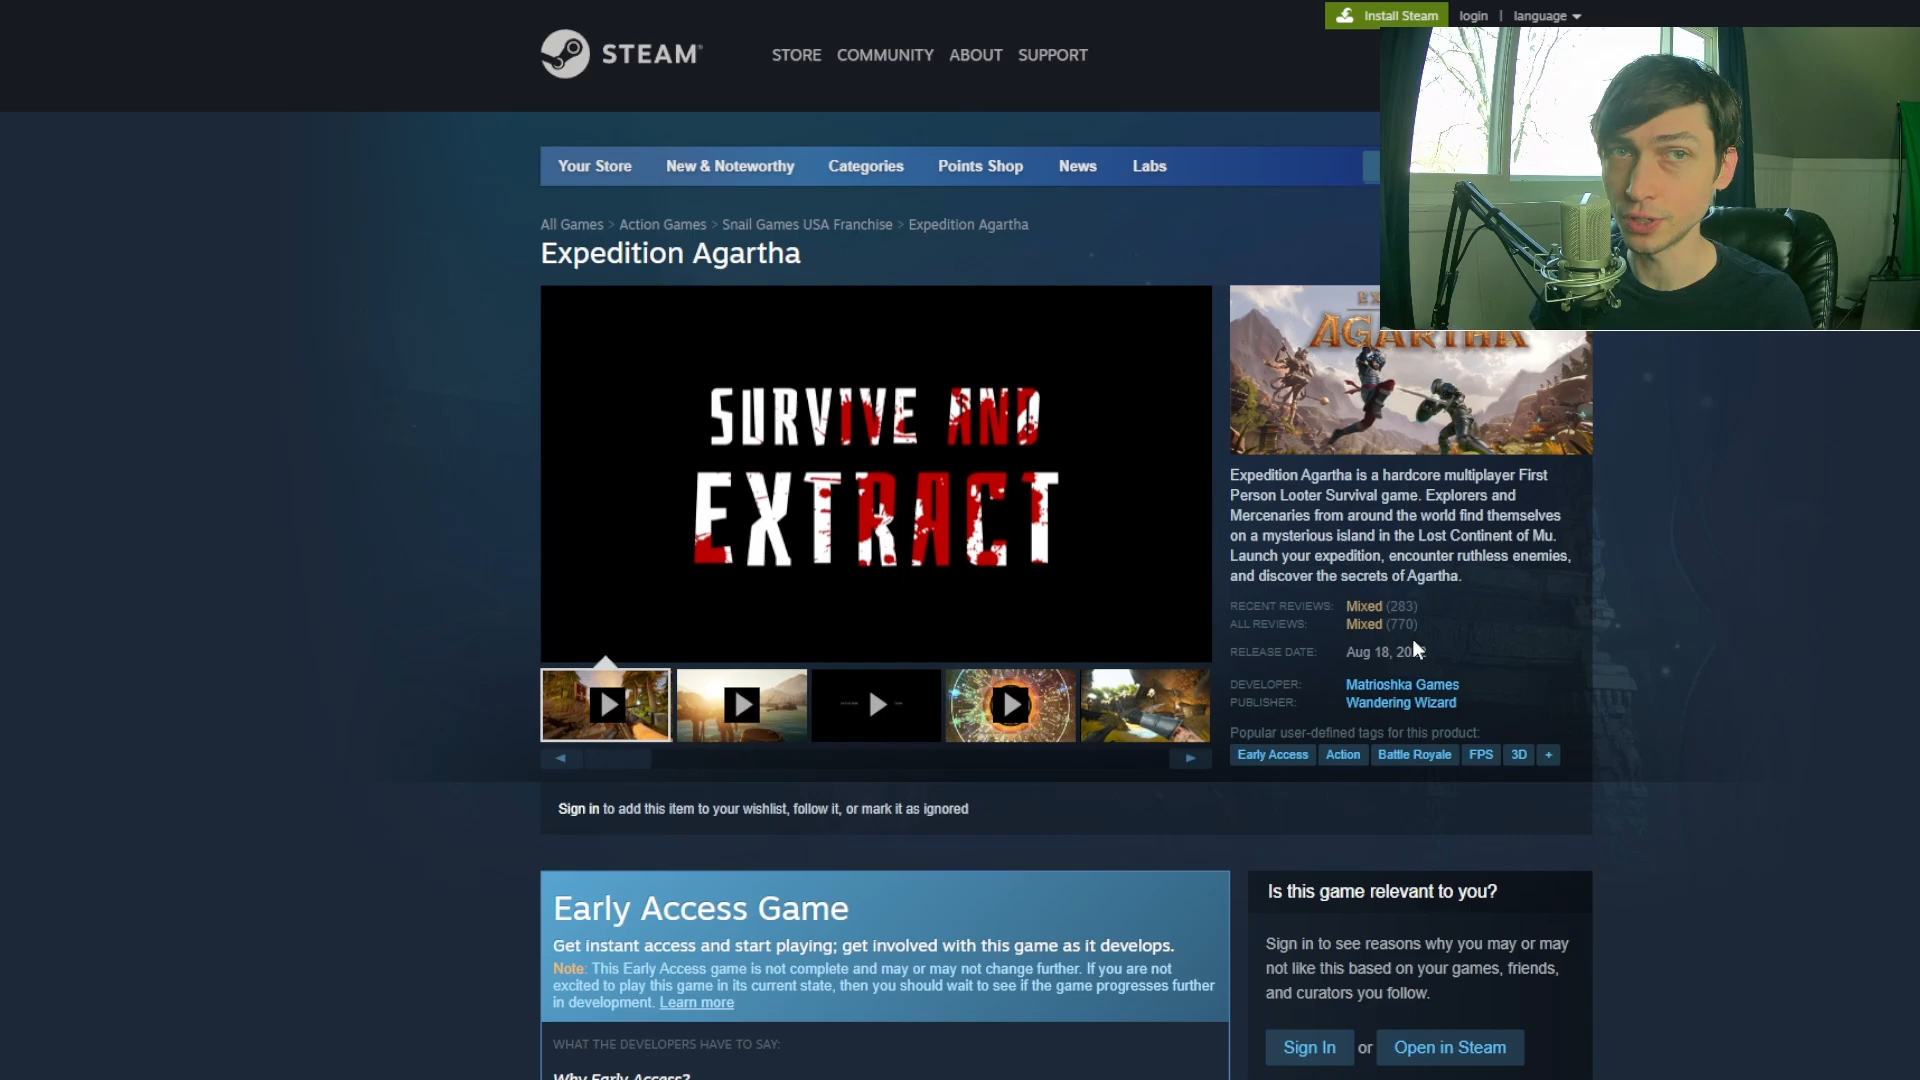 Install Steam login | language
STEAM®
STORE COMMUNITY ABOUT SUPPORT
Your Store New & Noteworthy Categories Points Shop News Labs
All Games > Action Games > Snail Games USA Franchise > Expedition Agartha
Expedition Agartha
SURVIVE AND
EXTRACT
AGARTHA
Expedition Agartha is a hardcore multiplayer First
Person Looter Survival game. Explorers and
Mercenaries from around the world find themselves
on a mysterious island in the Lost Continent of Mu.
Launch your expedition, encounter ruthless enemies,
and discover the secrets of Agartha.
RECENT REVIEWS: Mixed (283)
ALL REVIEWS: Mixed (770)
RELEASE DATE: Aug 18,
DEVELOPER: Matrioshka Games
PUBLISHER: Wandering Wizard
Popular user-defined tags for this product:
Early Access Action Battle Royale FPS 3D +
Sign in to add this item to your wishlist, follow it, or mark it as ignored
Early Access Game
Get instant access and start playing; get involved with this game as it develops.
Note: This Early Access game is not complete and may or may not change further. If you are not
excited to play this game in its current state, then you should wait to see if the game progresses further
in development. Learn more
WHAT THE DEVELOPERS HAVE TO SAY:
Why Early Access?
Is this game relevant to you?
Sign in to see reasons why you may or may
not like this based on your games, friends,
and curators you follow.
Sign In or Open in Steam